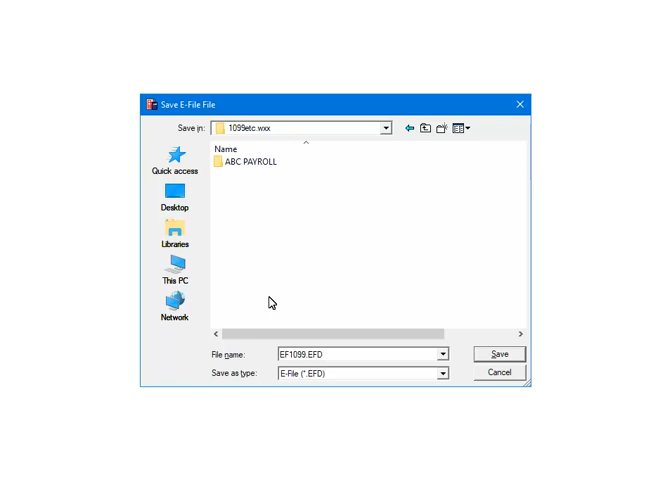 Save E-File File
Save in: 1099etc.wxx
Name
ABC PAYROLL
Quick access
Desktop
Libraries
This PC
Network
File name: EF1099.EFD
Save
Save as type: E-File (*.EFD)
Cancel